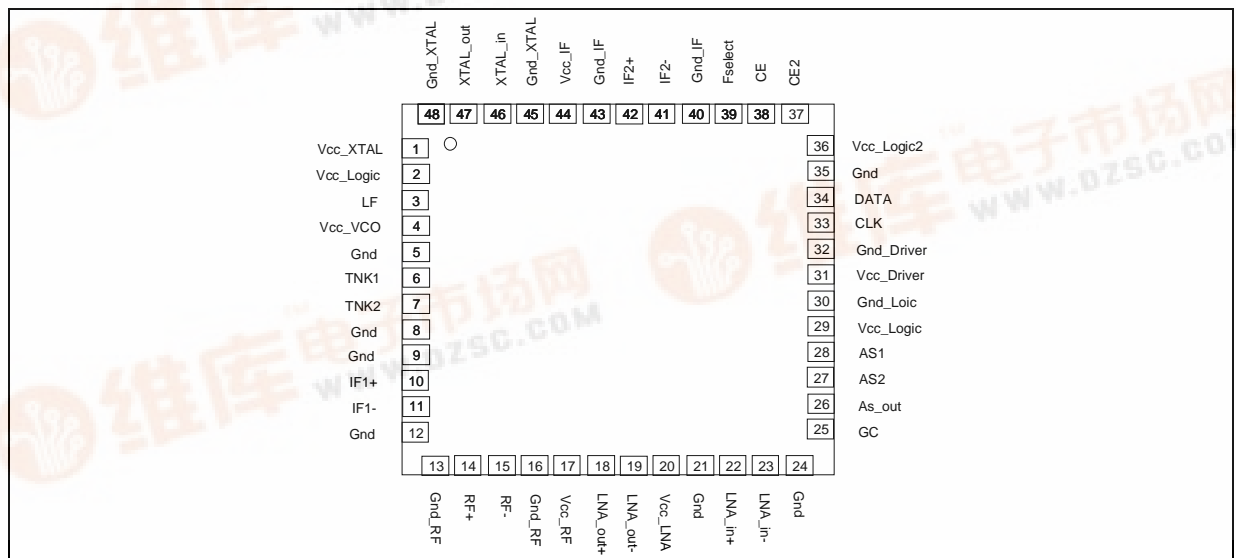 Gnd_XTAL
XTAL_out
XTAL_in
Gnd_XTAL
Vcc_IF
Gnd_IF
IF2+
IF2-
Gnd_IF
Fselect
CE
CE2
48 47 46 45 44 43 42 41 40 39 38 37
Vcc_XTAL 1
Vcc_Logic 2
LF 3
Vcc_VCO 4
Gnd 5
TNK1 6
TNK2 7
Gnd 8
Gnd 9
IF1+ 10
IF1- 11
Gnd 12
36 Vcc_Logic2
35 Gnd
34 DATA
33 CLK
32 Gnd_Driver
31 Vcc_Driver
30 Gnd_Loic
29 Vcc_Logic
28 AS1
27 AS2
26 As_out
25 GC
13 14 15 16 17 18 19 20 21 22 23 24
Gnd_RF
RF+
RF-
Gnd_RF
Vcc_RF
LNA_out+
LNA_out-
Vcc_LNA
Gnd
LNA_in+
LNA_in-
Gnd
维库电子市场网
WWW.DZSC.COM